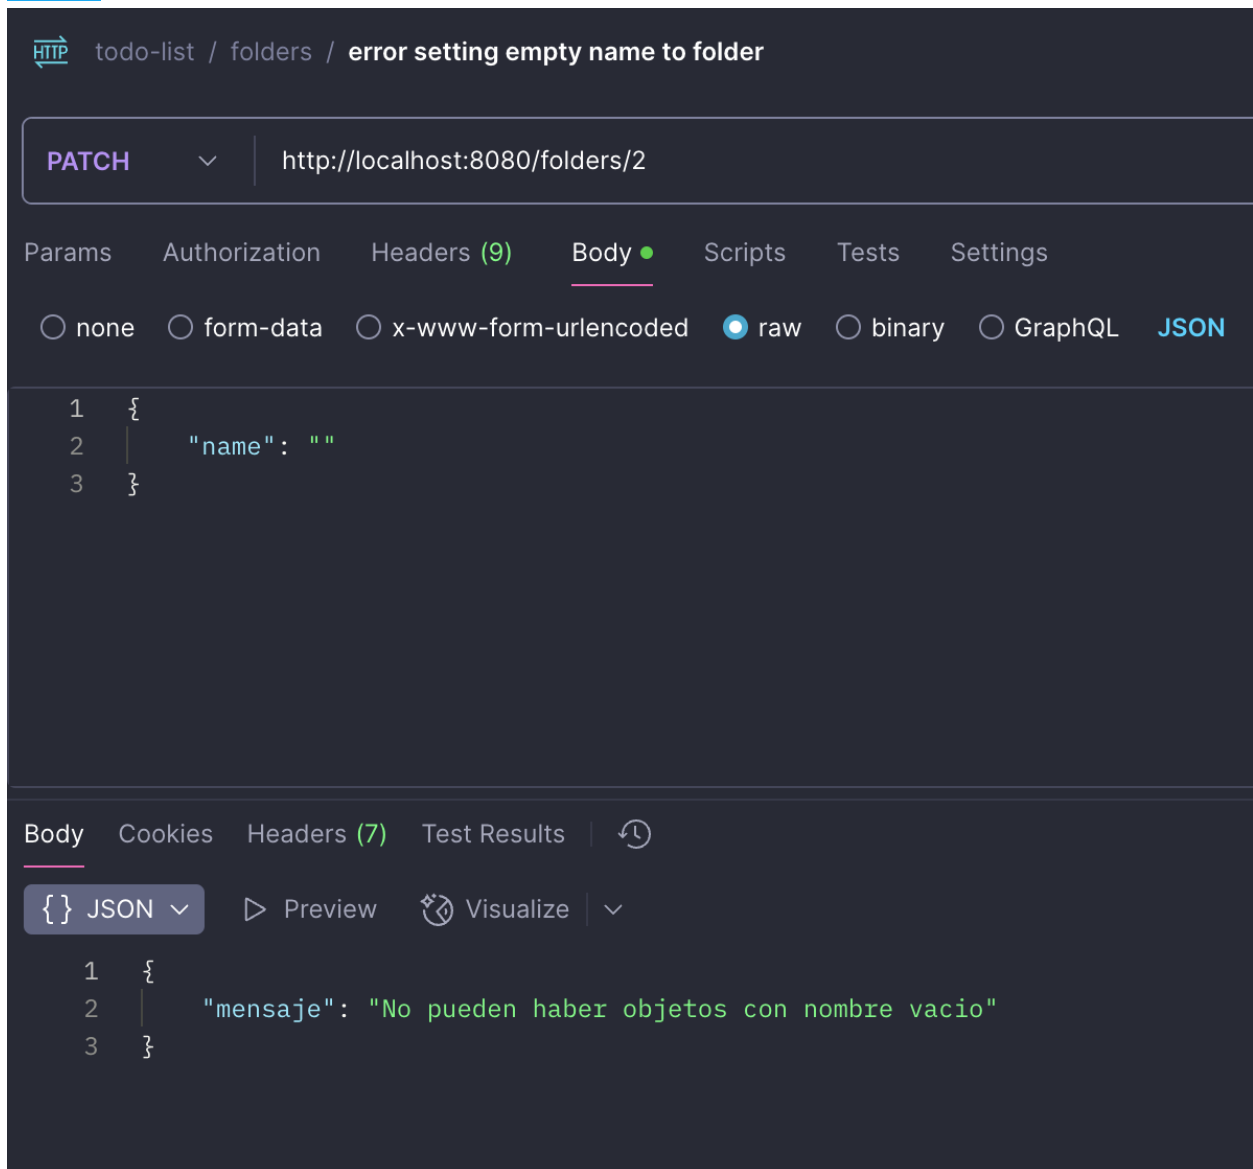 HTTP todo-list / folders / error setting empty name to folder
PATCH http://localhost:8080/folders/2
Params Authorization Headers (9) Body Scripts Tests Settings
none form-data x-www-form-urlencoded raw binary GraphQL JSON
1 {
2 "name": ""
3 }
Body Cookies Headers (7) Test Results
{} JSON Preview Visualize
1 {
2 "mensaje": "No pueden haber objetos con nombre vacio"
3 }